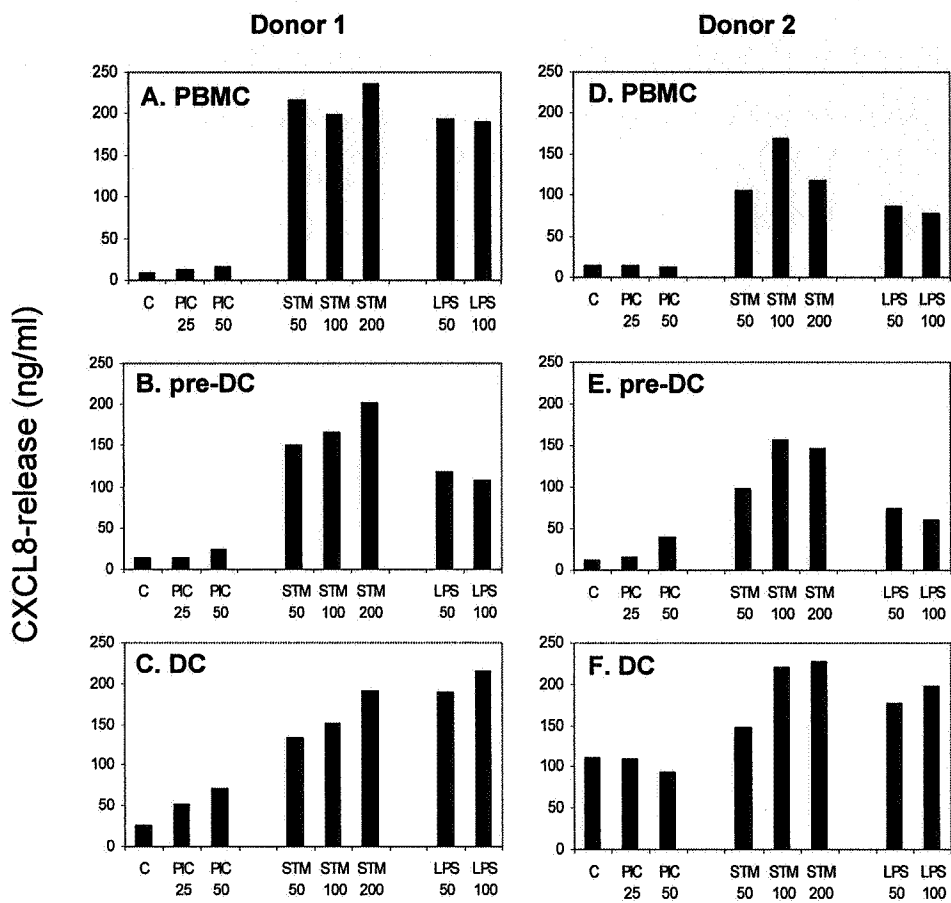 Donor 1
Donor 2
CXCL8-release (ng/ml)
A. PBMC
250
200
150
100
50
0
C PIC 25 PIC 50 STM 50 STM 100 STM 200 LPS 50 LPS 100
D. PBMC
250
200
150
100
50
0
C PIC 25 PIC 50 STM 50 STM 100 STM 200 LPS 50 LPS 100
B. pre-DC
250
200
150
100
50
0
C PIC 25 PIC 50 STM 50 STM 100 STM 200 LPS 50 LPS 100
E. pre-DC
250
200
150
100
50
0
C PIC 25 PIC 50 STM 50 STM 100 STM 200 LPS 50 LPS 100
C. DC
250
200
150
100
50
0
C PIC 25 PIC 50 STM 50 STM 100 STM 200 LPS 50 LPS 100
F. DC
250
200
150
100
50
0
C PIC 25 PIC 50 STM 50 STM 100 STM 200 LPS 50 LPS 100